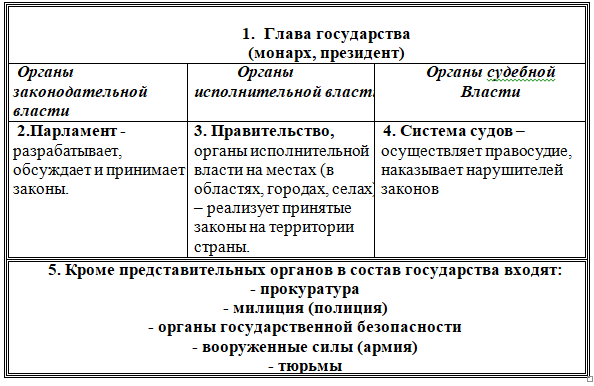 1. Глава государства
(монарх, президент)
Органы
законодательной
власти
Органы
исполнительной власти
Органы судебной
Власти
2.Парламент -
разрабатывает,
обсуждает и принимает
законы.
3. Правительство,
органы исполнительной
власти на местах (в
областях, городах, селах)
– реализует принятые
законы на территории
страны.
4. Система судов –
осуществляет правосудие,
наказывает нарушителей
законов
5. Кроме представительных органов в состав государства входят:
- прокуратура
- милиция (полиция)
- органы государственной безопасности
- вооруженные силы (армия)
- тюрьмы